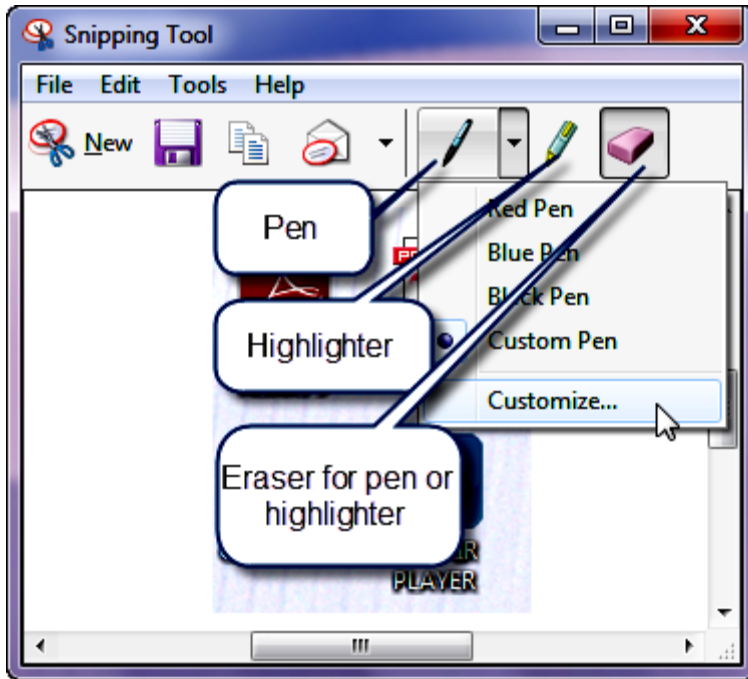 Snipping Tool
File Edit Tools Help
New
Pen
Red Pen
Blue Pen
Black Pen
Highlighter
Custom Pen
Customize...
Eraser for pen or
highlighter
PLAYER